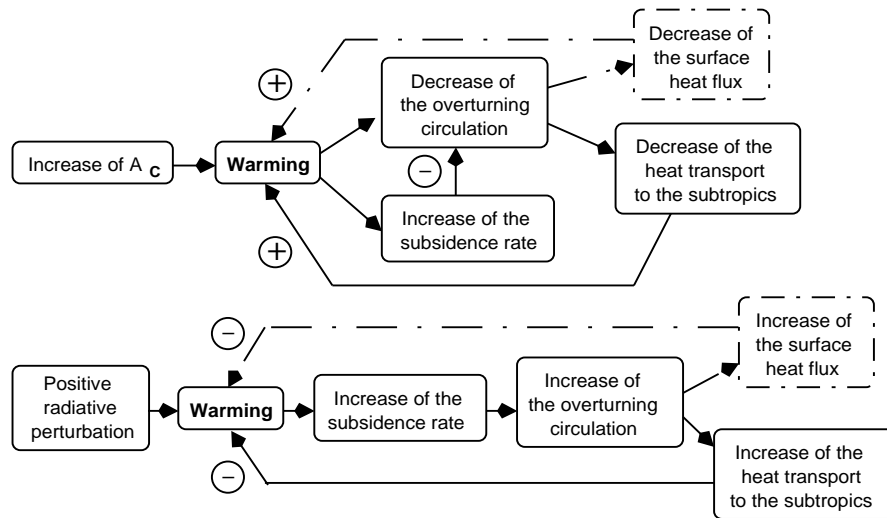 Decrease of
the surface
heat flux
+
Decrease of
the overturning
circulation
Increase of A C
Warming
−
Decrease of the
heat transport
to the subtropics
Increase of the
subsidence rate
+
−
Increase of
the surface
heat flux
Positive
radiative
perturbation
Warming
Increase of the
subsidence rate
Increase of
the overturning
circulation
−
Increase of the
heat transport
to the subtropics